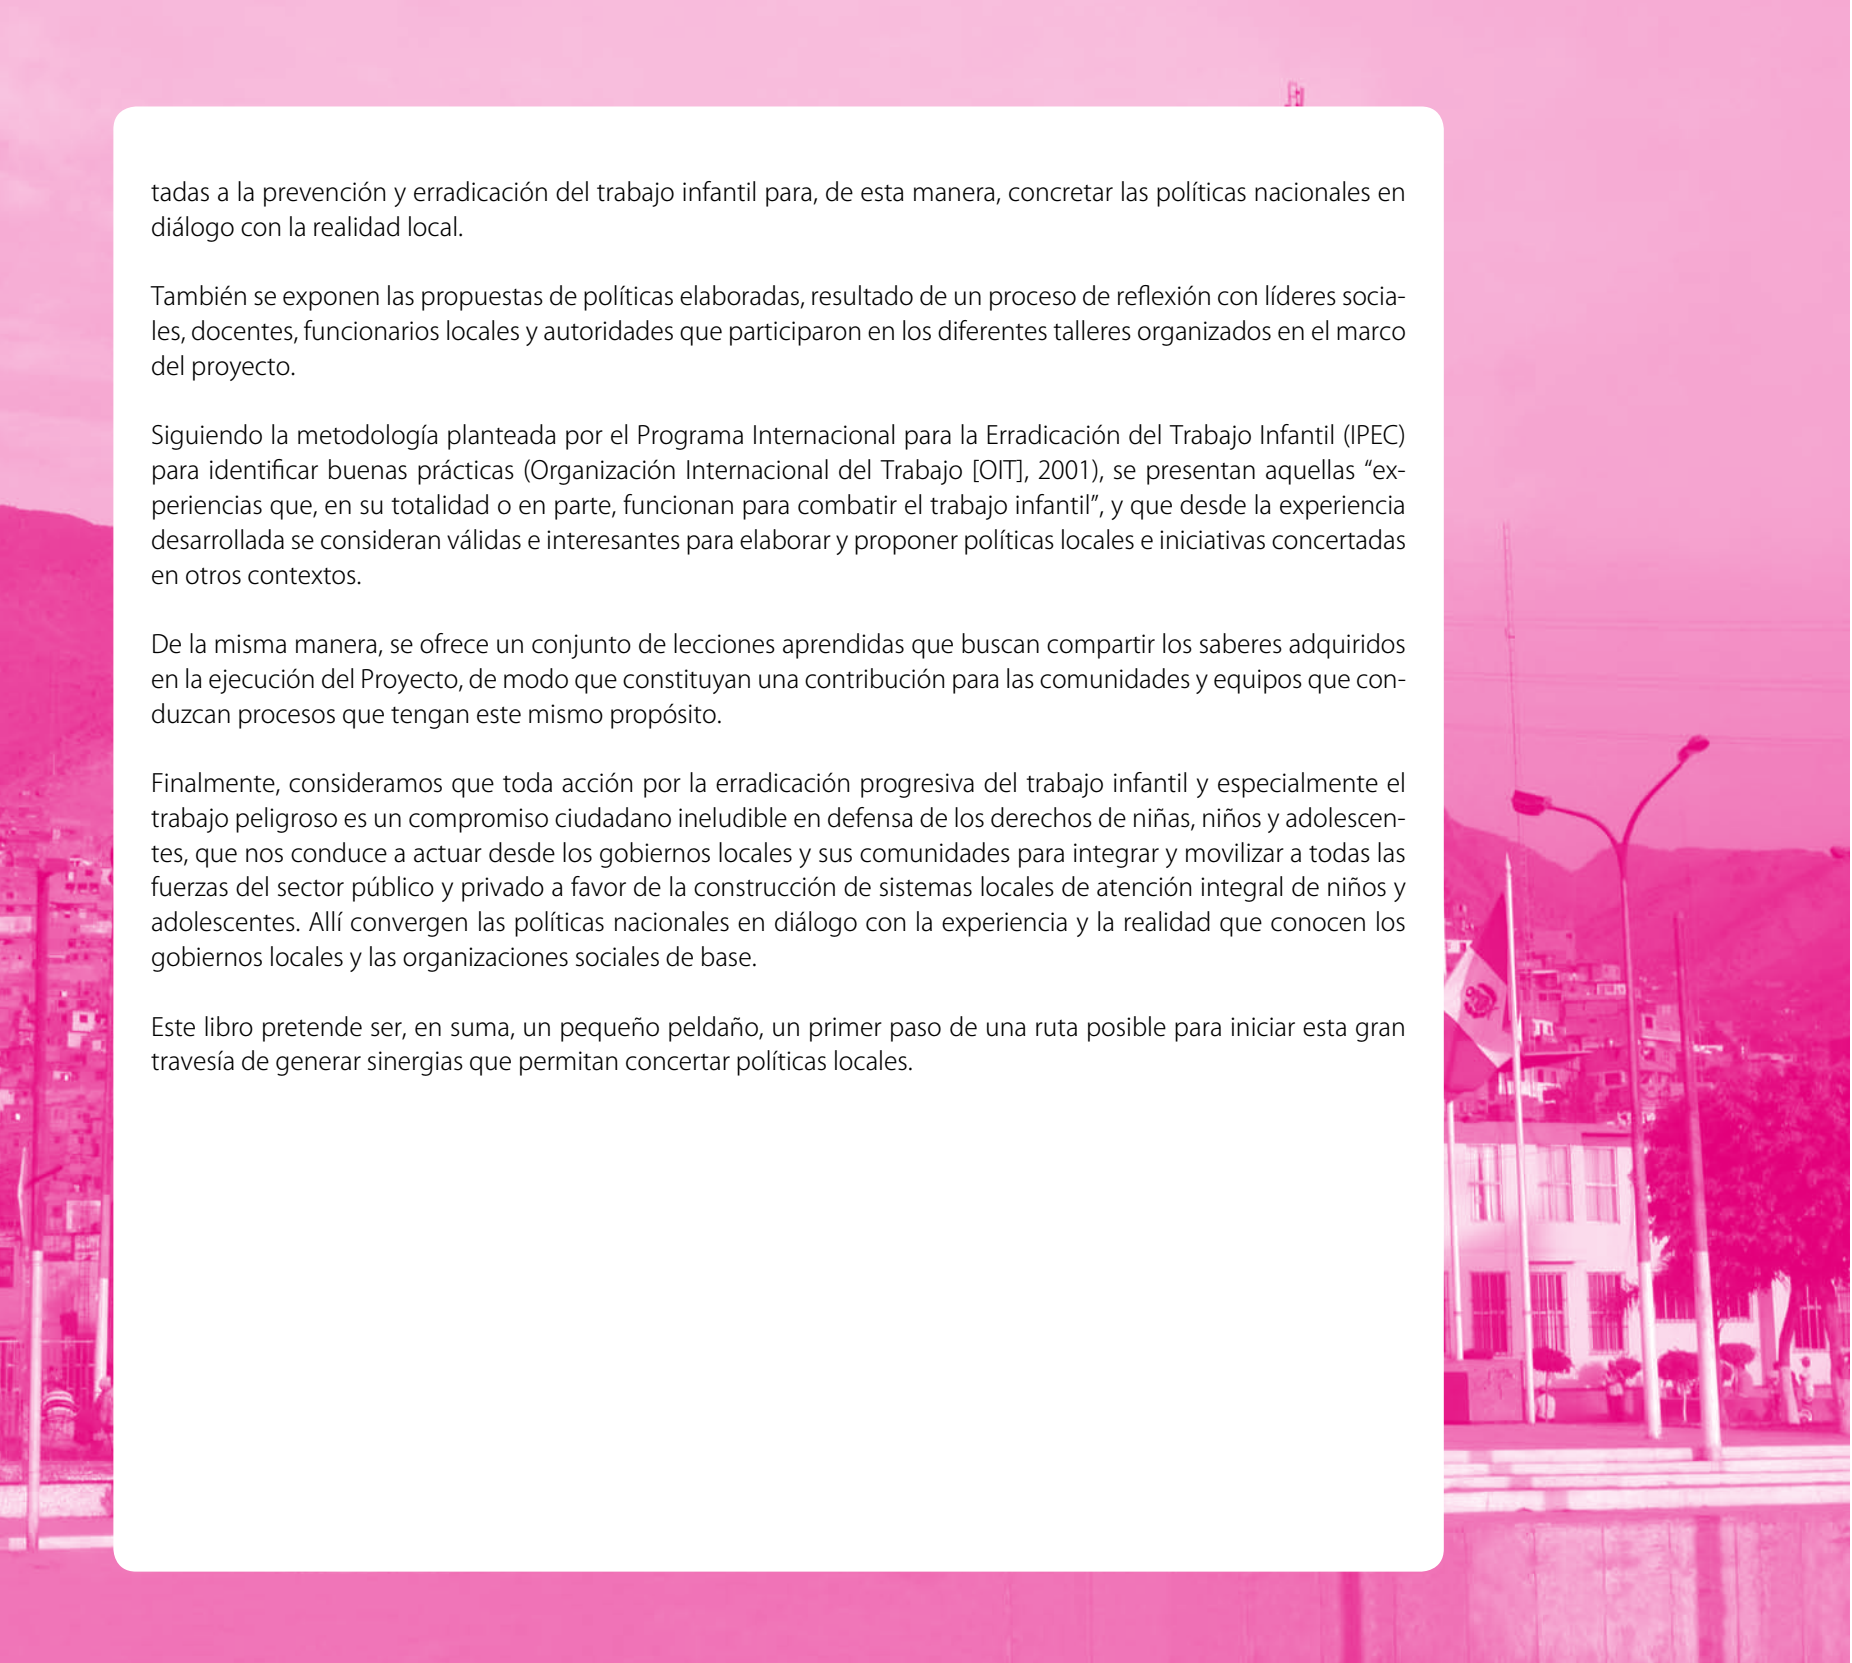 tadas a la prevención y erradicación del trabajo infantil para, de esta manera, concretar las políticas nacionales en
diálogo con la realidad local.
También se exponen las propuestas de políticas elaboradas, resultado de un proceso de reflexión con líderes socia-
les, docentes, funcionarios locales y autoridades que participaron en los diferentes talleres organizados en el marco
del proyecto.
Siguiendo la metodología planteada por el Programa Internacional para la Erradicación del Trabajo Infantil (IPEC)
para identificar buenas prácticas (Organización Internacional del Trabajo [OIT], 2001), se presentan aquellas “ex-
periencias que, en su totalidad o en parte, funcionan para combatir el trabajo infantil”, y que desde la experiencia
desarrollada se consideran válidas e interesantes para elaborar y proponer políticas locales e iniciativas concertadas
en otros contextos.
De la misma manera, se ofrece un conjunto de lecciones aprendidas que buscan compartir los saberes adquiridos
en la ejecución del Proyecto, de modo que constituyan una contribución para las comunidades y equipos que con-
duzcan procesos que tengan este mismo propósito.
Finalmente, consideramos que toda acción por la erradicación progresiva del trabajo infantil y especialmente el
trabajo peligroso es un compromiso ciudadano ineludible en defensa de los derechos de niñas, niños y adolescen-
tes, que nos conduce a actuar desde los gobiernos locales y sus comunidades para integrar y movilizar a todas las
fuerzas del sector público y privado a favor de la construcción de sistemas locales de atención integral de niños y
adolescentes. Allí convergen las políticas nacionales en diálogo con la experiencia y la realidad que conocen los
gobiernos locales y las organizaciones sociales de base.
Este libro pretende ser, en suma, un pequeño peldaño, un primer paso de una ruta posible para iniciar esta gran
travesía de generar sinergias que permitan concertar políticas locales.